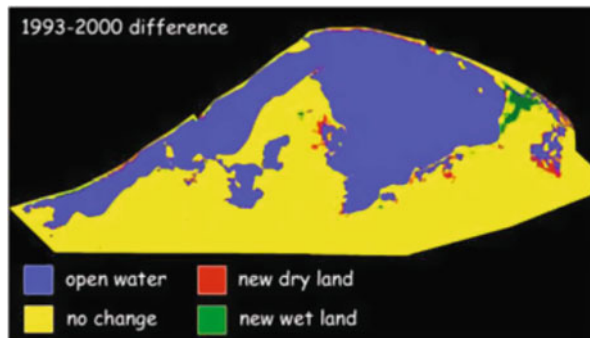 1993-2000 difference
open water
new dry land
no change
new wet land